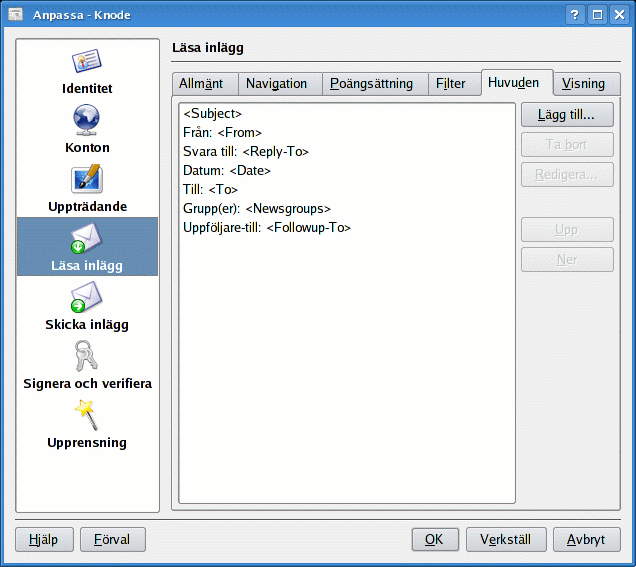 Anpassa - Knode
Identitet
Konton
Uppträdande
Läsa inlägg
Skicka inlägg
Signera och verifiera
Upprensning
Läsa inlägg
Allmänt Navigation Poängsättning Filter Huvuden Visning
<Subject>
Från: <From>
Svara till: <Reply-To>
Datum: <Date>
Till: <To>
Grupp(er): <Newsgroups>
Uppföljare-till: <Followup-To>
Lägg till...
Ta bort
Redigera...
Upp
Ner
Hjälp Förval OK Verkställ Avbryt